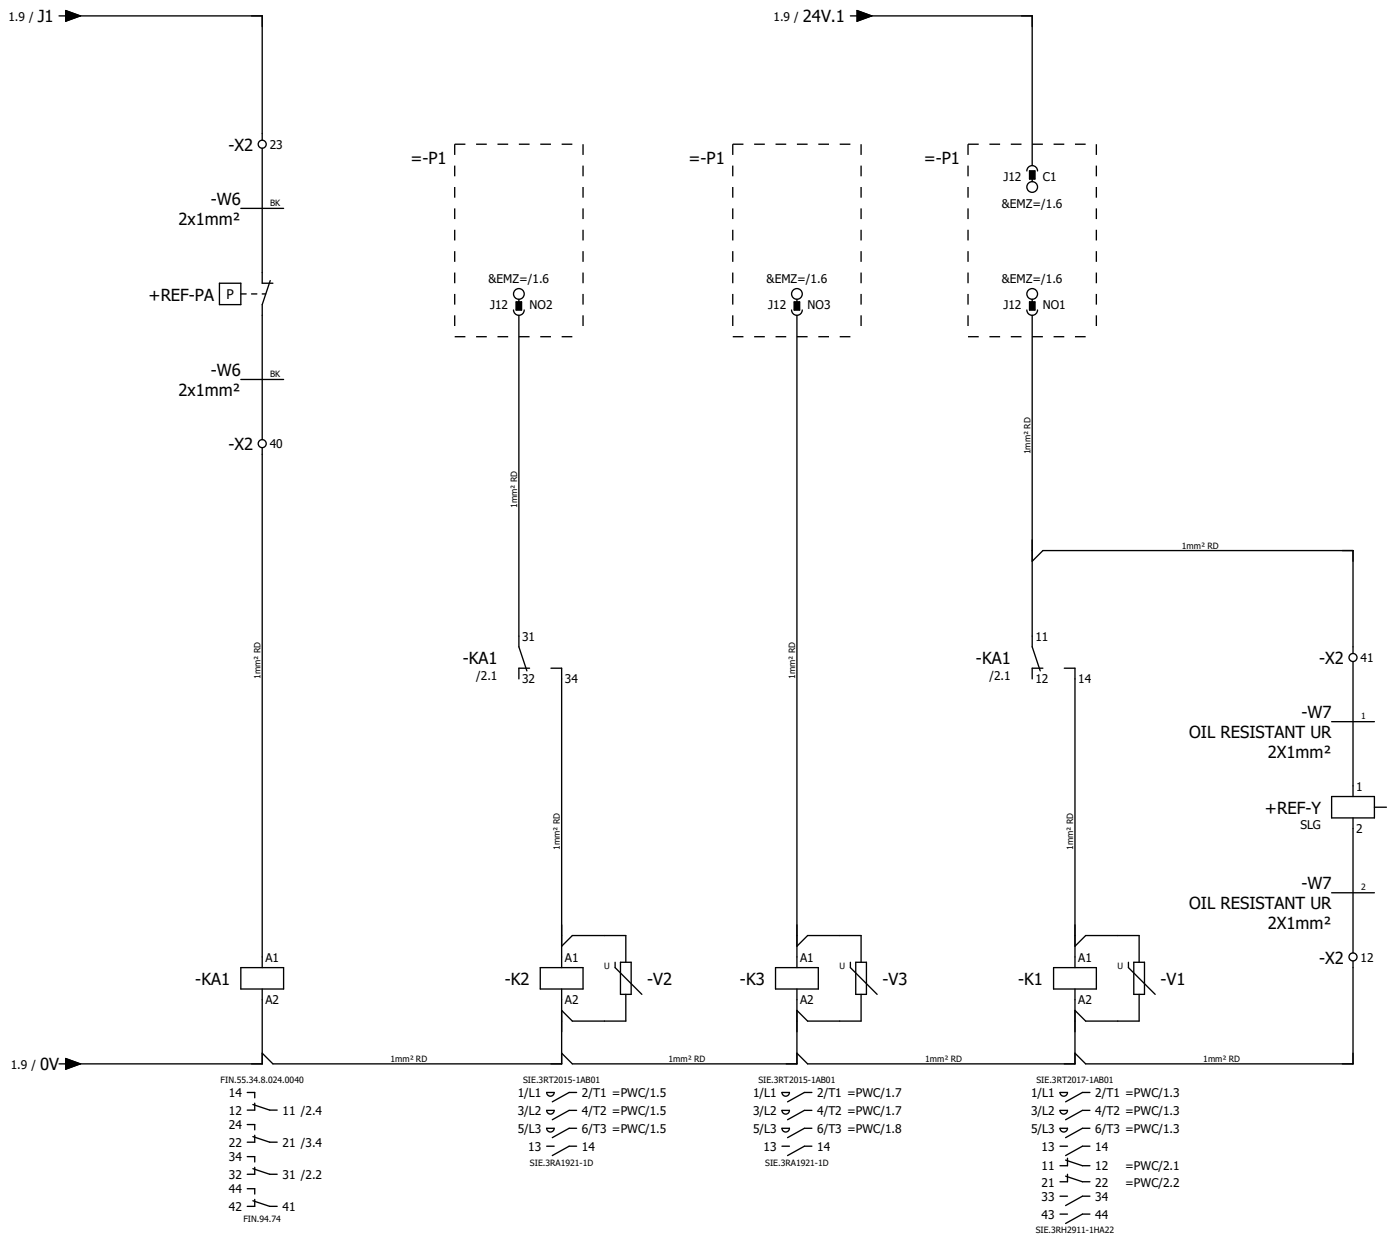 1.9 / J1
1.9 / 24V.1
-X2 23
-W6 BK
2x1mm²
+REF-PA P
-W6 BK
2x1mm²
-X2 40
1mm² RD
-KA1
A1
A2
1.9 / 0V
=-P1
&EMZ=/1.6
J12 NO2
1mm² RD
-KA1
/2.1
31
32 34
1mm² RD
-K2
A1
A2
U
-V2
=-P1
&EMZ=/1.6
J12 NO3
1mm² RD
-K3
A1
A2
U
-V3
=-P1
J12 C1
&EMZ=/1.6
&EMZ=/1.6
J12 NO1
1mm² RD
1mm² RD
-KA1
/2.1
11
12 14
1mm² RD
-K1
A1
A2
U
-V1
-X2 41
-W7 1
OIL RESISTANT UR
2X1mm²
+REF-Y
SLG
1
2
-W7 2
OIL RESISTANT UR
2X1mm²
-X2 12
1mm² RD
1mm² RD
1mm² RD
1mm² RD
FIN.55.34.8.024.0040
14
12 11 /2.4
24
22 21 /3.4
34
32 31 /2.2
44
42 41
FIN.94.74
SIE.3RT2015-1AB01
1/L1 2/T1 =PWC/1.5
3/L2 4/T2 =PWC/1.5
5/L3 6/T3 =PWC/1.5
13 14
SIE.3RA1921-1D
SIE.3RT2015-1AB01
1/L1 2/T1 =PWC/1.7
3/L2 4/T2 =PWC/1.7
5/L3 6/T3 =PWC/1.8
13 14
SIE.3RA1921-1D
SIE.3RT2017-1AB01
1/L1 2/T1 =PWC/1.3
3/L2 4/T2 =PWC/1.3
5/L3 6/T3 =PWC/1.3
13 14
11 12 =PWC/2.1
21 22 =PWC/2.2
33 34
43 44
SIE.3RH2911-1HA22